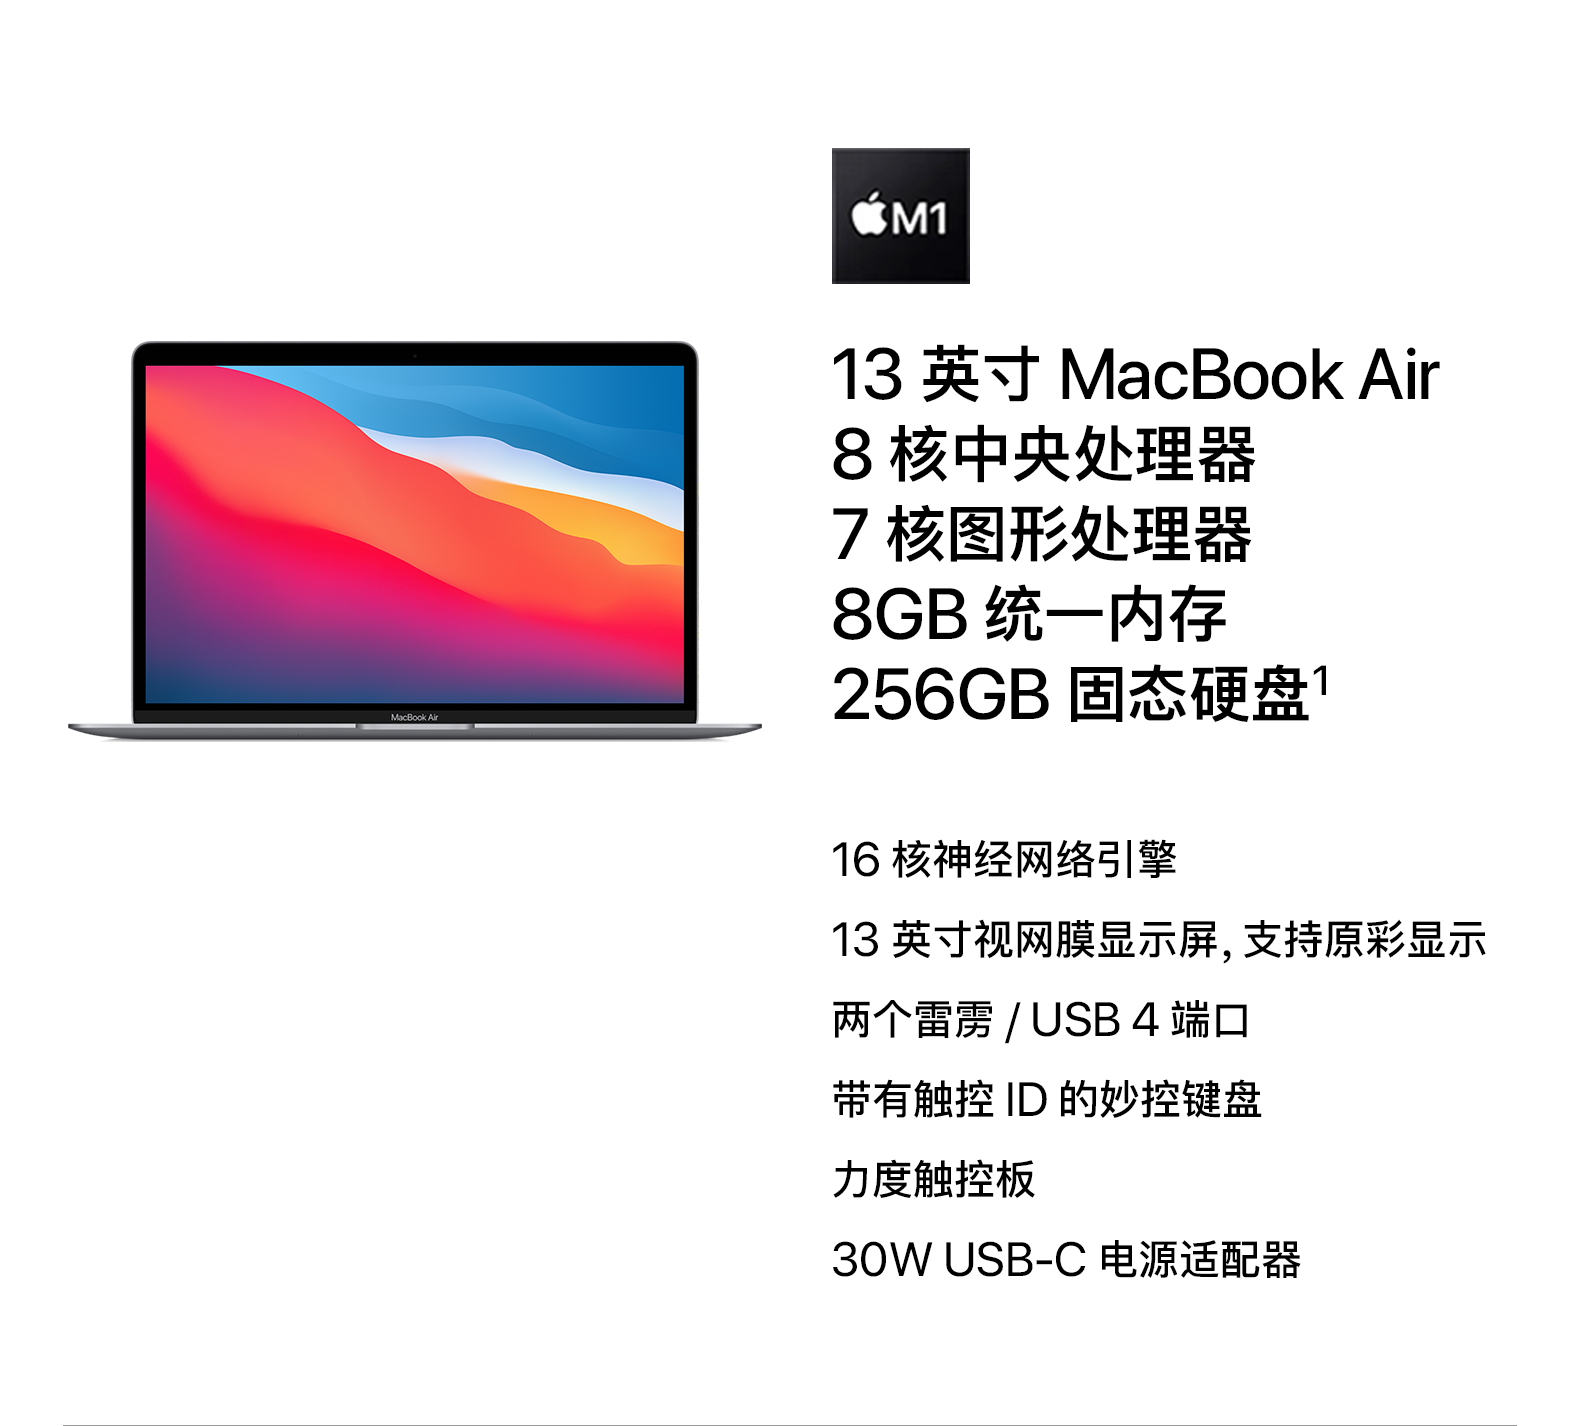 M1
13 英寸 MacBook Air
8 核中央处理器
7 核图形处理器
8GB 统一内存
256GB 固态硬盘¹
MacBook Air
16 核神经网络引擎
13 英寸视网膜显示屏, 支持原彩显示
两个雷雳 / USB 4 端口
带有触控 ID 的妙控键盘
力度触控板
30W USB-C 电源适配器